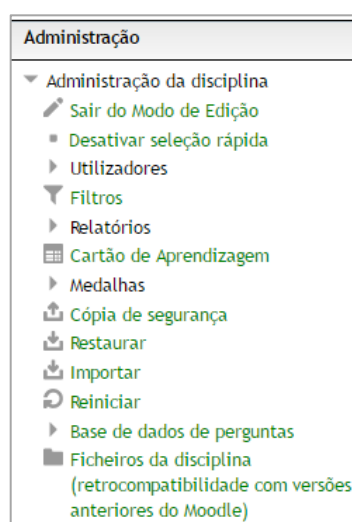 Administração
Administração da disciplina
Sair do Modo de Edição
Desativar seleção rápida
Utilizadores
Filtros
Relatórios
Cartão de Aprendizagem
Medalhas
Cópia de segurança
Restaurar
Importar
Reiniciar
Base de dados de perguntas
Ficheiros da disciplina
(retrocompatibilidade com versões
anteriores do Moodle)